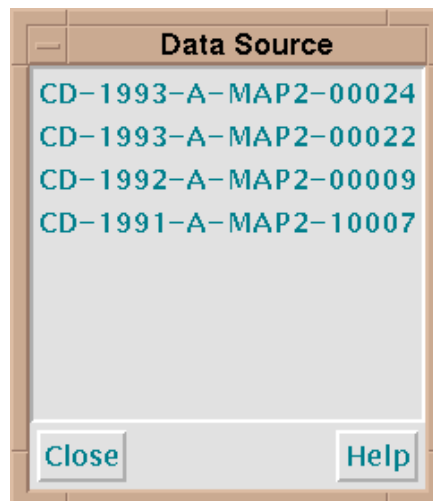 Data Source
CD-1993-A-MAP2-00024
CD-1993-A-MAP2-00022
CD-1992-A-MAP2-00009
CD-1991-A-MAP2-10007
Close Help